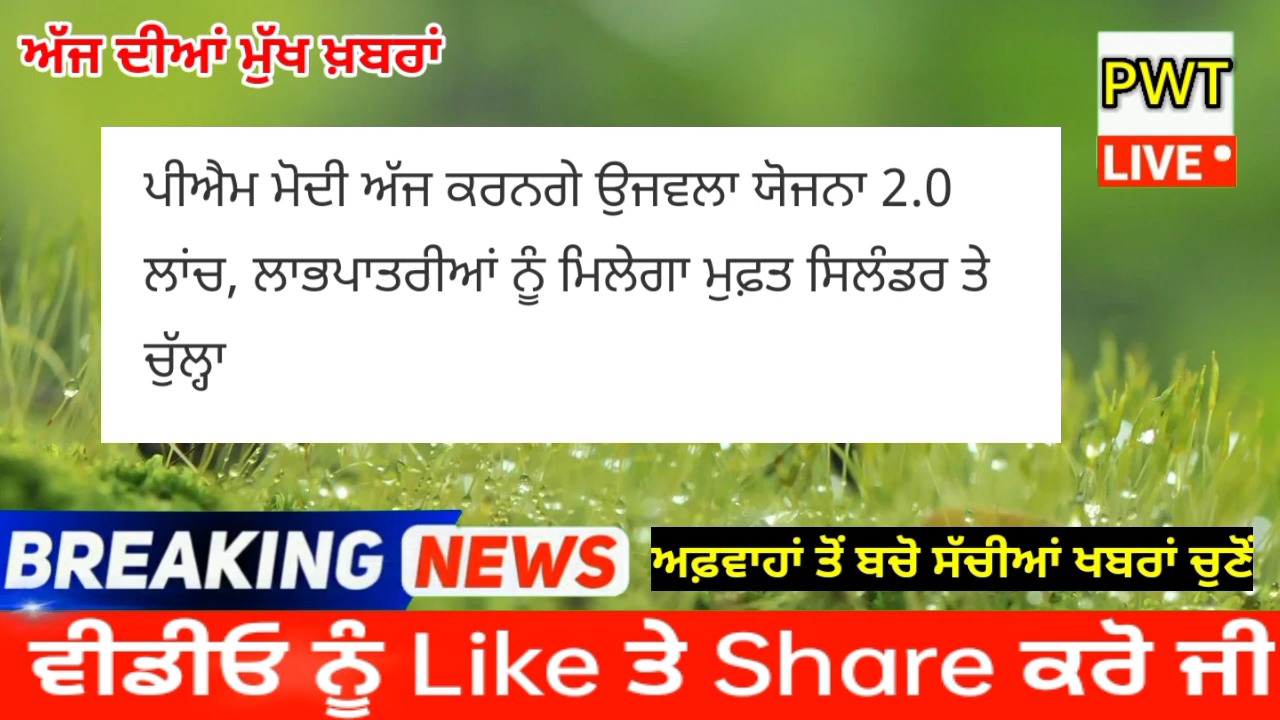 ਅੱਜ ਦੀਆਂ ਮੁੱਖ ਖ਼ਬਰਾਂ
PWT
LIVE
ਪੀਐਮ ਮੋਦੀ ਅੱਜ ਕਰਨਗੇ ਉਜਵਲਾ ਯੋਜਨਾ 2.0
ਲਾਂਚ, ਲਾਭਪਾਤਰੀਆਂ ਨੂੰ ਮਿਲੇਗਾ ਮੁਫ਼ਤ ਸਿਲੰਡਰ ਤੇ
ਚੁੱਲ੍ਹਾ
BREAKING NEWS
ਅਫ਼ਵਾਹਾਂ ਤੋਂ ਬਚੋ ਸੱਚੀਆਂ ਖਬਰਾਂ ਚੁਣੋਂ
ਵੀਡੀਓ ਨੂੰ Like ਤੇ Share ਕਰੋ ਜੀ